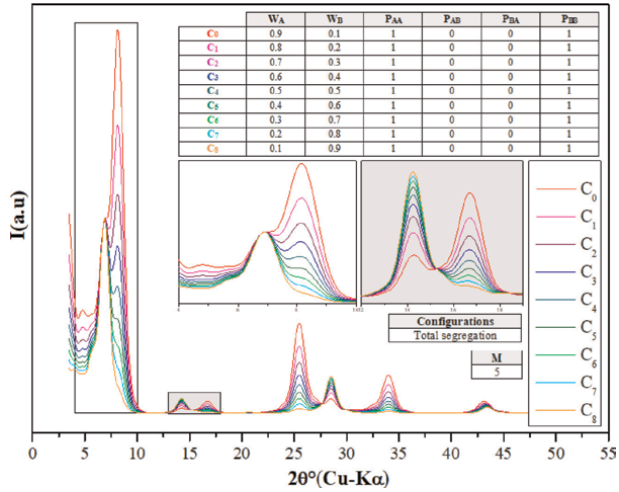 W_A W_B P_AA P_AB P_BA P_BB
C0 0.9 0.1 1 0 0 1
C1 0.8 0.2 1 0 0 1
C2 0.7 0.3 1 0 0 1
C3 0.6 0.4 1 0 0 1
C4 0.5 0.5 1 0 0 1
C5 0.4 0.6 1 0 0 1
C6 0.3 0.7 1 0 0 1
C7 0.2 0.8 1 0 0 1
C8 0.1 0.9 1 0 0 1
I(a.u)
C0
C1
C2
C3
C4
C5
C6
C7
C8
Configurations
Total segregation
M
5
0 5 10 15 20 25 30 35 40 45 50 55
2θ°(Cu-Kα)